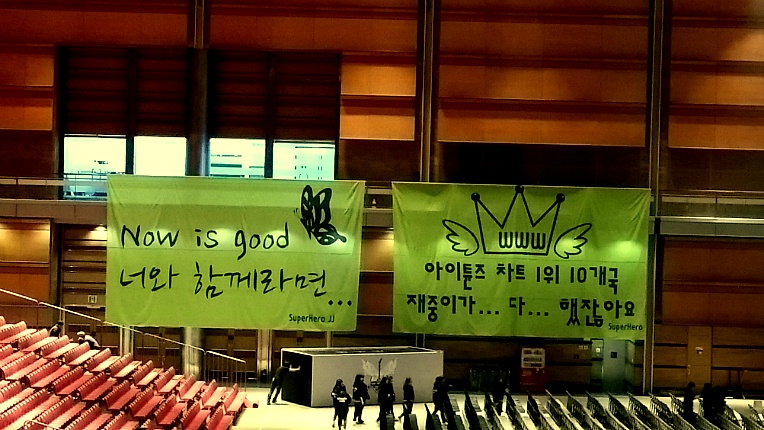 Now is good
너와 함께라면...
SuperHero JJ
WWW
아이튠즈 차트 1위 10개국
재중이가... 다... 했잖아요
SuperHero